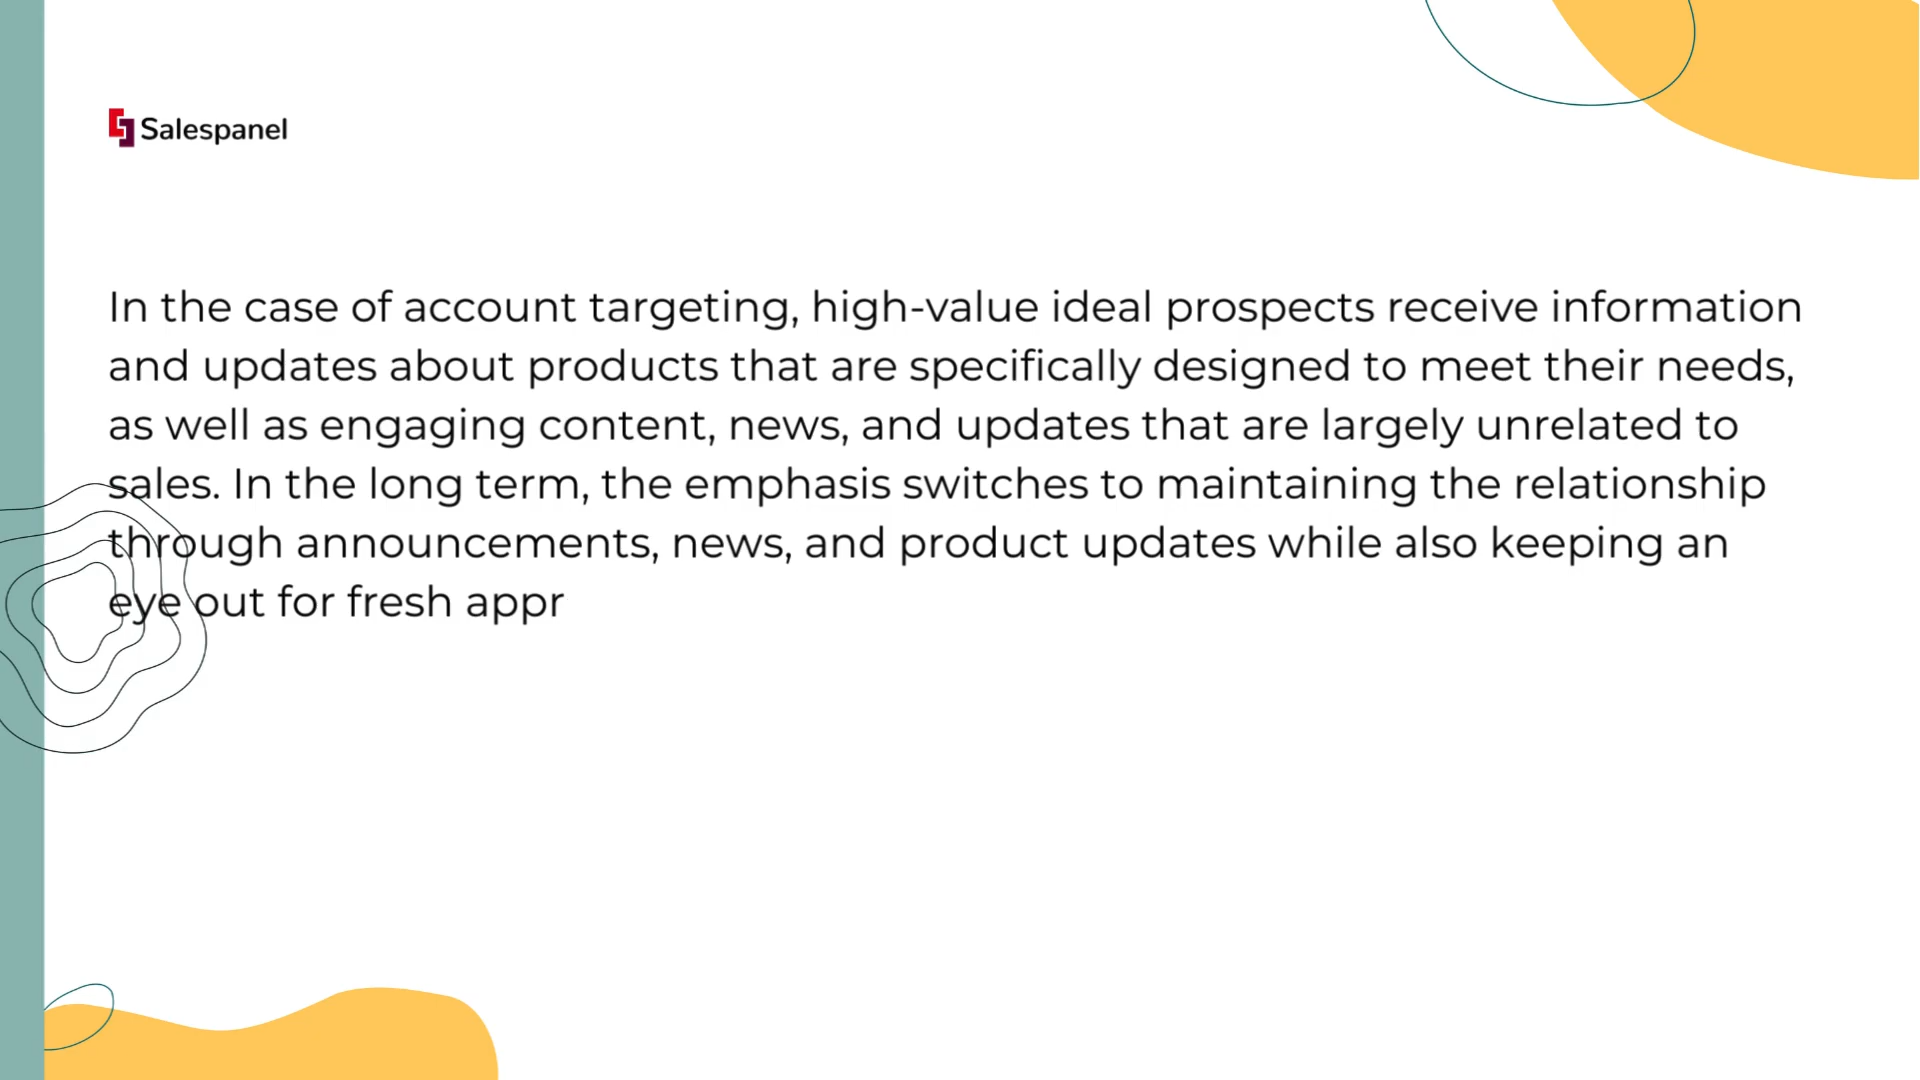 Salespanel
In the case of account targeting, high-value ideal prospects receive information
and updates about products that are specifically designed to meet their needs,
as well as engaging content, news, and updates that are largely unrelated to
sales. In the long term, the emphasis switches to maintaining the relationship
through announcements, news, and product updates while also keeping an
eye out for fresh appr